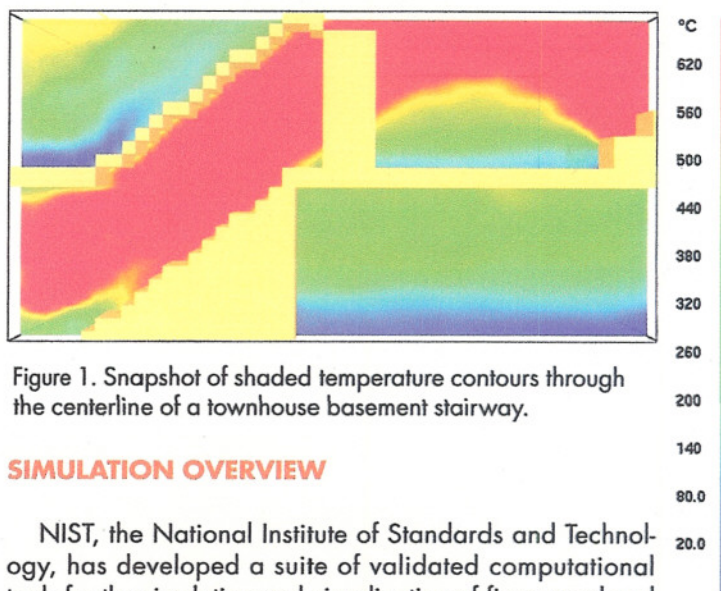 °C
620
560
500
440
380
320
260
200
140
80.0
20.0
Figure 1. Snapshot of shaded temperature contours through
the centerline of a townhouse basement stairway.
SIMULATION OVERVIEW
NIST, the National Institute of Standards and Technol-
ogy, has developed a suite of validated computational